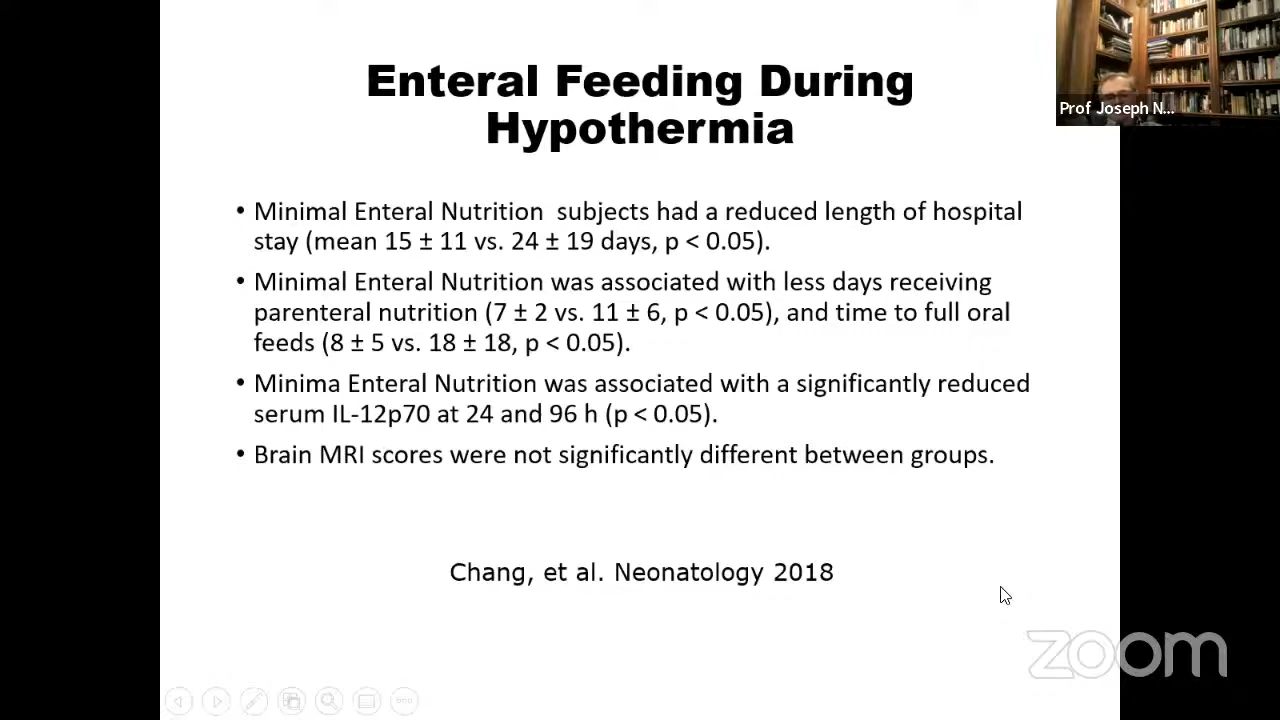 Enteral Feeding During
Hypothermia
Prof Joseph N...
• Minimal Enteral Nutrition  subjects had a reduced length of hospital
stay (mean 15 ± 11 vs. 24 ± 19 days, p < 0.05).
• Minimal Enteral Nutrition was associated with less days receiving
parenteral nutrition (7 ± 2 vs. 11 ± 6, p < 0.05), and time to full oral
feeds (8 ± 5 vs. 18 ± 18, p < 0.05).
• Minima Enteral Nutrition was associated with a significantly reduced
serum IL-12p70 at 24 and 96 h (p < 0.05).
• Brain MRI scores were not significantly different between groups.
Chang, et al. Neonatology 2018
zoom